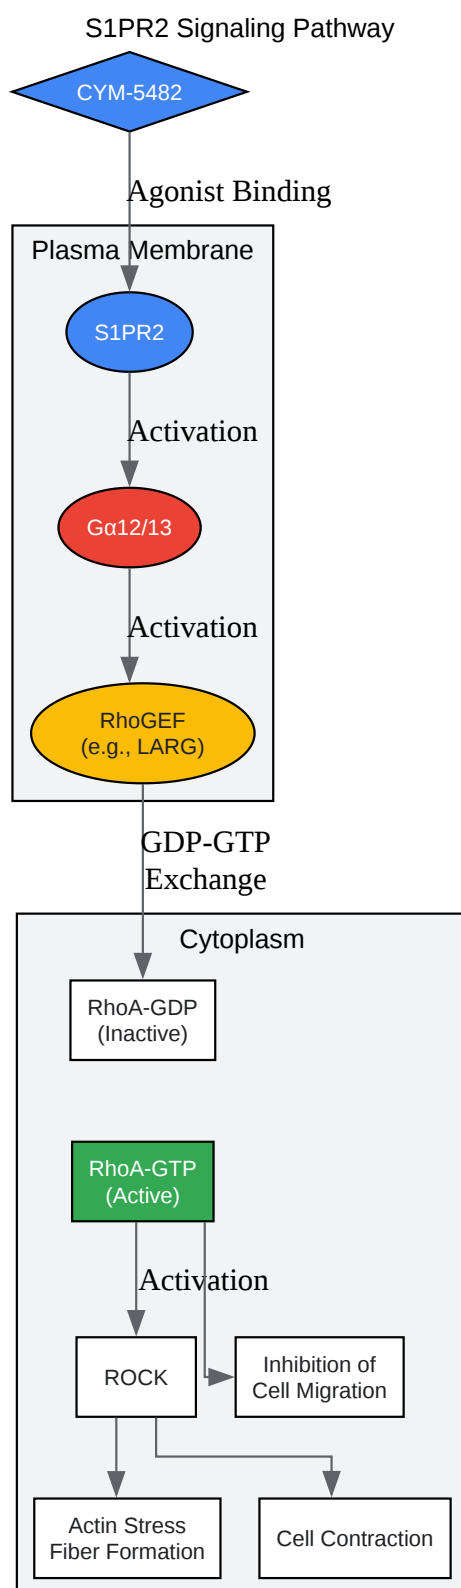 S1PR2 Signaling Pathway
CYM-5482
Agonist Binding
Plasma Membrane
S1PR2
Activation
Gα12/13
Activation
RhoGEF
(e.g., LARG)
GDP-GTP
Exchange
Cytoplasm
RhoA-GDP
(Inactive)
RhoA-GTP
(Active)
Activation
ROCK
Inhibition of
Cell Migration
Actin Stress
Fiber Formation
Cell Contraction